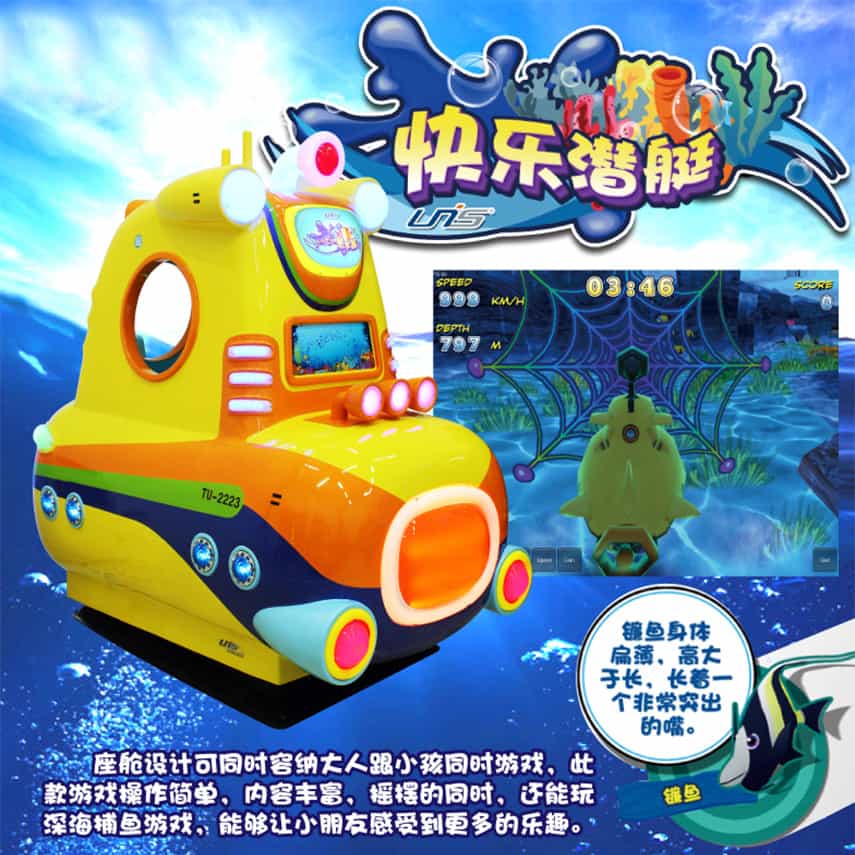 快乐潜艇
UNIS
UNIS
SPEED
999 KM/H
03:46
SCORE
0
DEPTH
797 M
TU-2223
UNIS
镰鱼身体
扁薄，高大
于长，长着一
个非常突出
的嘴。
镰鱼
座舱设计可同时容纳大人跟小孩同时游戏，此
款游戏操作简单，内容丰富，摇摆的同时，还能玩
深海捕鱼游戏，能够让小朋友感受到更多的乐趣。